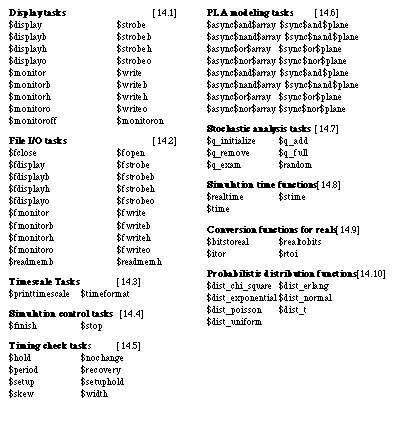 Display tasks [14.1]
$display $strobe
$displayb $strobeb
$displayh $strobeh
$displayo $strobeo
$monitor $write
$monitorb $writeb
$monitorh $writeh
$monitoro $writeo
$monitoroff $monitoron
File I/O tasks [14.2]
$fclose $fopen
$fdisplay $fstrobe
$fdisplayb $fstrobeb
$fdisplayh $fstrobeh
$fdisplayo $fstrobeo
$fmonitor $fwrite
$fmonitorb $fwriteb
$fmonitorh $fwriteh
$fmonitoro $fwriteo
$readmemb $readmemh
Timescale Tasks [14.3]
$printtimescale $timeformat
Simulation control tasks [14.4]
$finish $stop
Timing check tasks [14.5]
$hold $nochange
$period $recovery
$setup $setuphold
$skew $width
PLA modeling tasks [14.6]
$async$and$array $sync$and$plane
$async$nand$array $sync$nand$plane
$async$or$array $sync$or$plane
$async$nor$array $sync$nor$plane
$async$and$array $sync$and$plane
$async$nand$array $sync$nand$plane
$async$or$array $sync$or$plane
$async$nor$array $sync$nor$plane
Stochastic analysis tasks [14.7]
$q_initialize $q_add
$q_remove $q_full
$q_exam $random
Simulation time functions[14.8]
$realtime $stime
$time
Conversion functions for reals[14.9]
$bitstoreal $realtobits
$itor $rtoi
Probabilistic distribution functions[14.10]
$dist_chi_square $dist_erlang
$dist_exponential $dist_normal
$dist_poisson $dist_t
$dist_uniform